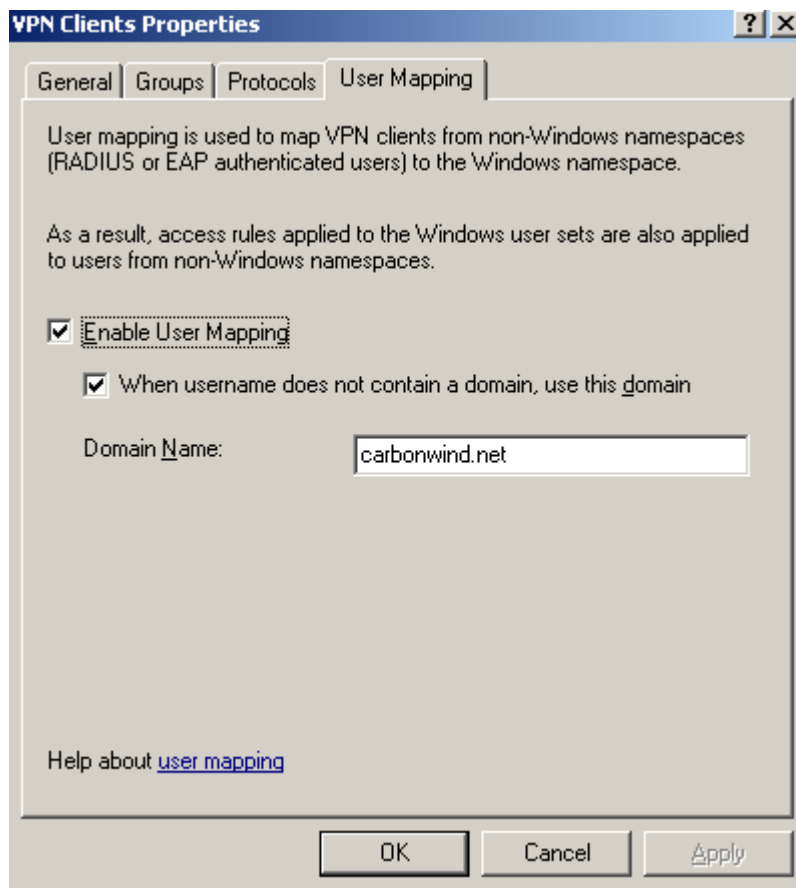 VPN Clients Properties
General Groups Protocols User Mapping
User mapping is used to map VPN clients from non-Windows namespaces
(RADIUS or EAP authenticated users) to the Windows namespace.
As a result, access rules applied to the Windows user sets are also applied
to users from non-Windows namespaces.
Enable User Mapping
When username does not contain a domain, use this domain
Domain Name: carbonwind.net
Help about user mapping
OK Cancel Apply